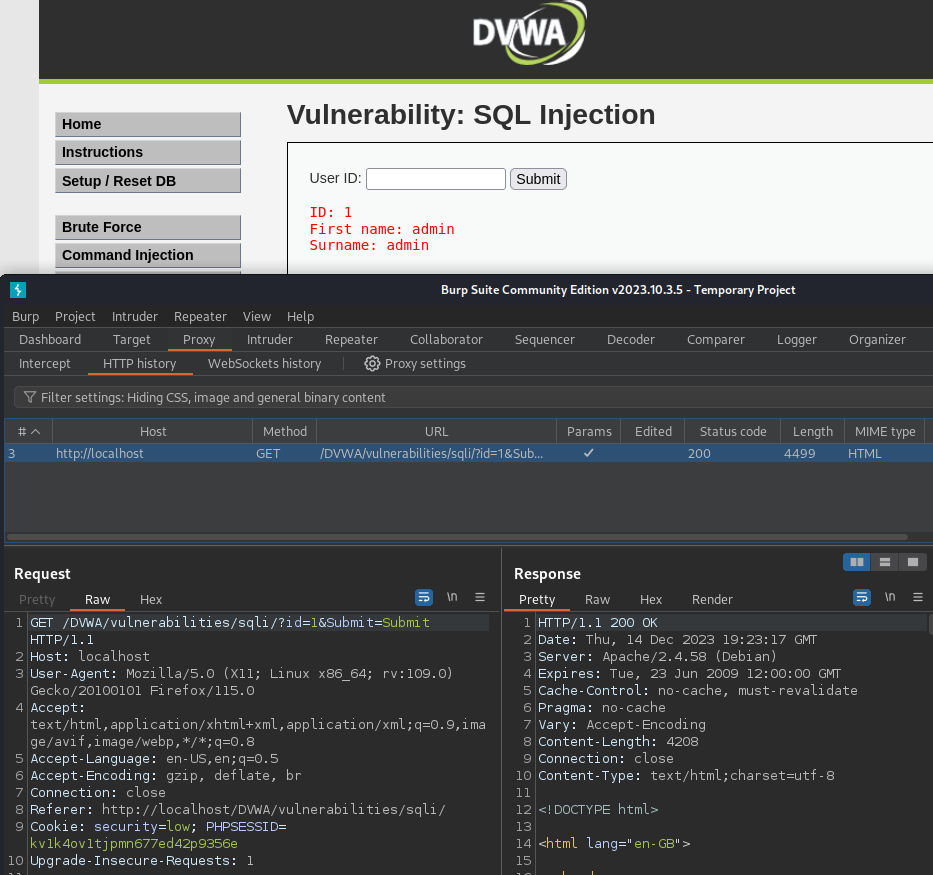 DVWA
Vulnerability: SQL Injection
Home
Instructions
Setup / Reset DB
Brute Force
Command Injection
User ID: Submit
ID: 1
First name: admin
Surname: admin
Burp Suite Community Edition v2023.10.3.5 - Temporary Project
Burp Project Intruder Repeater View Help
Dashboard Target Proxy Intruder Repeater Collaborator Sequencer Decoder Comparer Logger Organizer
Intercept HTTP history WebSockets history Proxy settings
Filter settings: Hiding CSS, image and general binary content
# Host Method URL Params Edited Status code Length MIME type
3 http://localhost GET /DVWA/vulnerabilities/sqli/?id=1&Sub... ✓ 200 4499 HTML
Request
Pretty Raw Hex \n
1 GET /DVWA/vulnerabilities/sqli/?id=1&Submit=Submit
HTTP/1.1
2 Host: localhost
3 User-Agent: Mozilla/5.0 (X11; Linux x86_64; rv:109.0)
Gecko/20100101 Firefox/115.0
4 Accept:
text/html,application/xhtml+xml,application/xml;q=0.9,ima
ge/avif,image/webp,*/*;q=0.8
5 Accept-Language: en-US,en;q=0.5
6 Accept-Encoding: gzip, deflate, br
7 Connection: close
8 Referer: http://localhost/DVWA/vulnerabilities/sqli/
9 Cookie: security=low; PHPSESSID=
kv1k4ov1tjpmn677ed42p9356e
10 Upgrade-Insecure-Requests: 1
Response
Pretty Raw Hex Render \n
1 HTTP/1.1 200 OK
2 Date: Thu, 14 Dec 2023 19:23:17 GMT
3 Server: Apache/2.4.58 (Debian)
4 Expires: Tue, 23 Jun 2009 12:00:00 GMT
5 Cache-Control: no-cache, must-revalidate
6 Pragma: no-cache
7 Vary: Accept-Encoding
8 Content-Length: 4208
9 Connection: close
10 Content-Type: text/html;charset=utf-8
11
12 <!DOCTYPE html>
13
14 <html lang="en-GB">
15